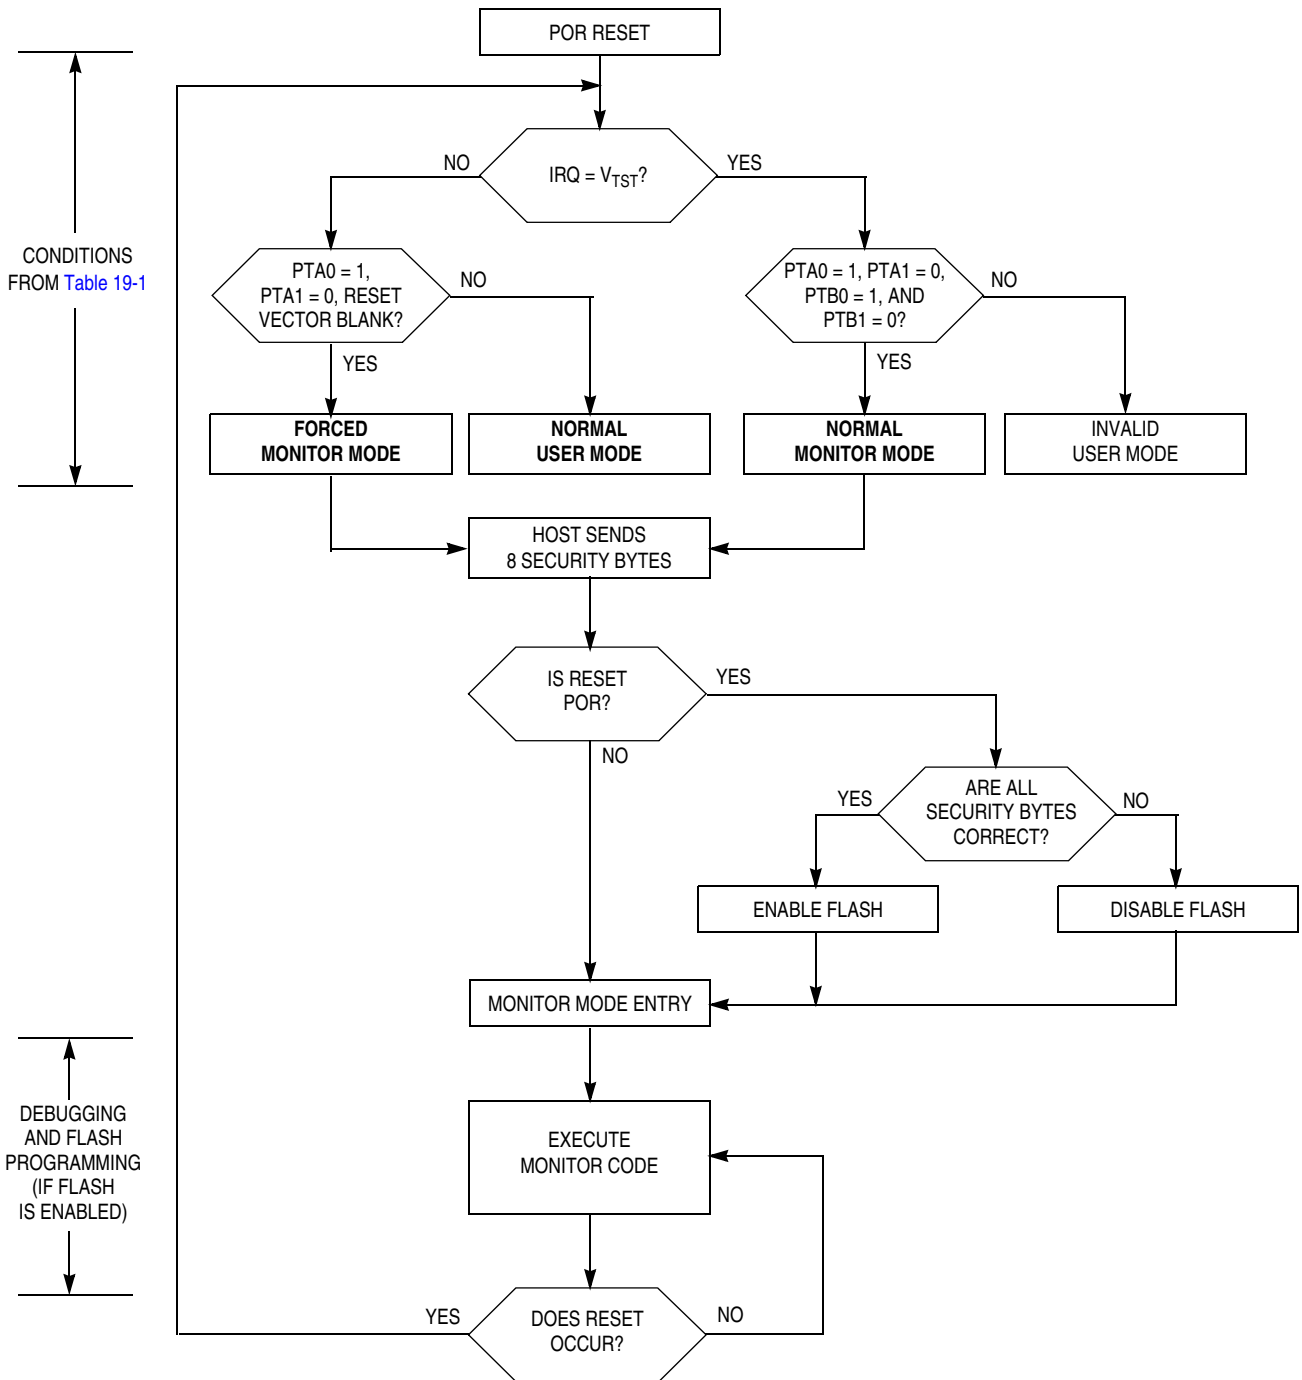 POR RESET
NO
YES
IRQ = VTST?
CONDITIONS
FROM Table 19-1
PTA0 = 1,
PTA1 = 0, RESET
VECTOR BLANK?
NO
YES
PTA0 = 1, PTA1 = 0,
PTB0 = 1, AND
PTB1 = 0?
NO
YES
FORCED
MONITOR MODE
NORMAL
USER MODE
NORMAL
MONITOR MODE
INVALID
USER MODE
HOST SENDS
8 SECURITY BYTES
IS RESET
POR?
YES
NO
ARE ALL
SECURITY BYTES
CORRECT?
YES
NO
ENABLE FLASH
DISABLE FLASH
MONITOR MODE ENTRY
DEBUGGING
AND FLASH
PROGRAMMING
(IF FLASH
IS ENABLED)
EXECUTE
MONITOR CODE
YES
DOES RESET
OCCUR?
NO